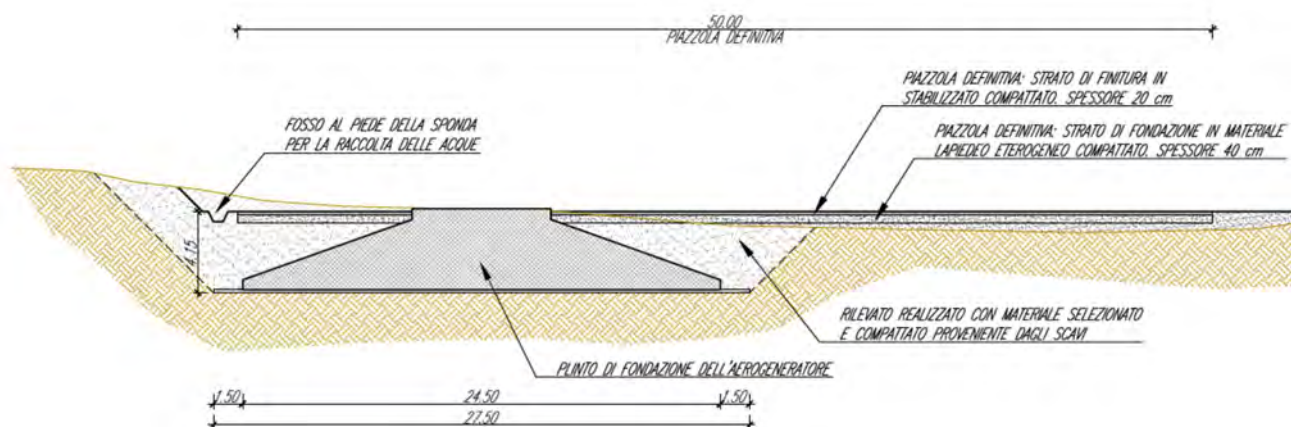 50.00
PIAZZOLA DEFINITIVA
PIAZZOLA DEFINITIVA: STRATO DI FINITURA IN
STABILIZZATO COMPATTATO. SPESSORE 20 cm
FOSSO AL PIEDE DELLA SPONDA
PER LA RACCOLTA DELLE ACQUE
PIAZZOLA DEFINITIVA: STRATO DI FONDAZIONE IN MATERIALE
LAPIEDEO ETEROGENEO COMPATTATO. SPESSORE 40 cm
4.15
RILEVATO REALIZZATO CON MATERIALE SELEZIONATO
E COMPATTATO PROVENIENTE DAGLI SCAVI
PLINTO DI FONDAZIONE DELL'AEROGENERATORE
1.50 24.50 1.50
27.50